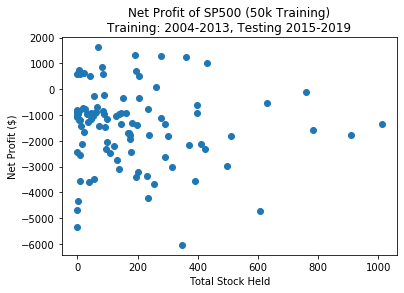 Net Profit of SP500 (50k Training)
Training: 2004-2013, Testing 2015-2019
2000
1000
0
−1000
−2000
−3000
−4000
−5000
−6000
Net Profit ($)
0 200 400 600 800 1000
Total Stock Held